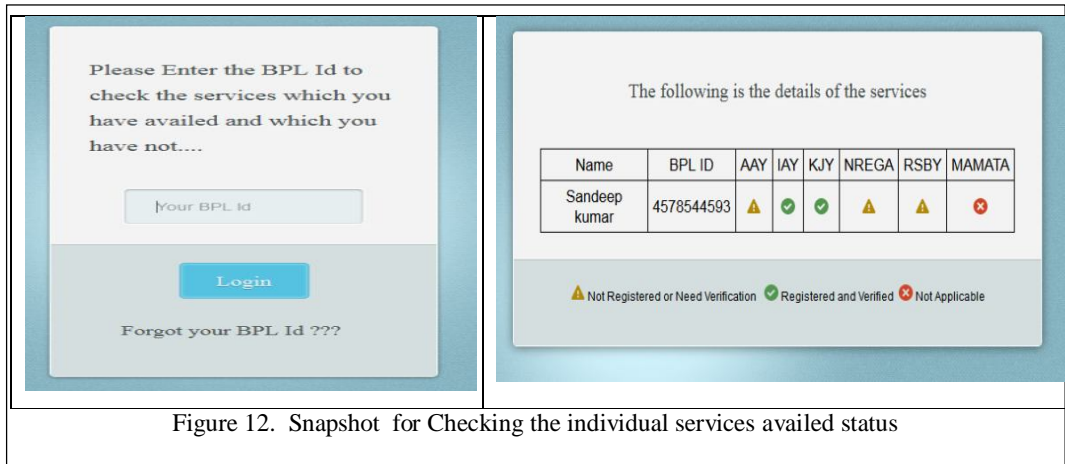 Please Enter the BPL Id to
check the services which you
have availed and which you
have not....
Your BPL Id
Login
Forgot your BPL Id ???
The following is the details of the services
Name BPL ID AAY IAY KJY NREGA RSBY MAMATA
Sandeep
kumar 4578544593
Not Registered or Need Verification Registered and Verified Not Applicable
Figure 12. Snapshot for Checking the individual services availed status